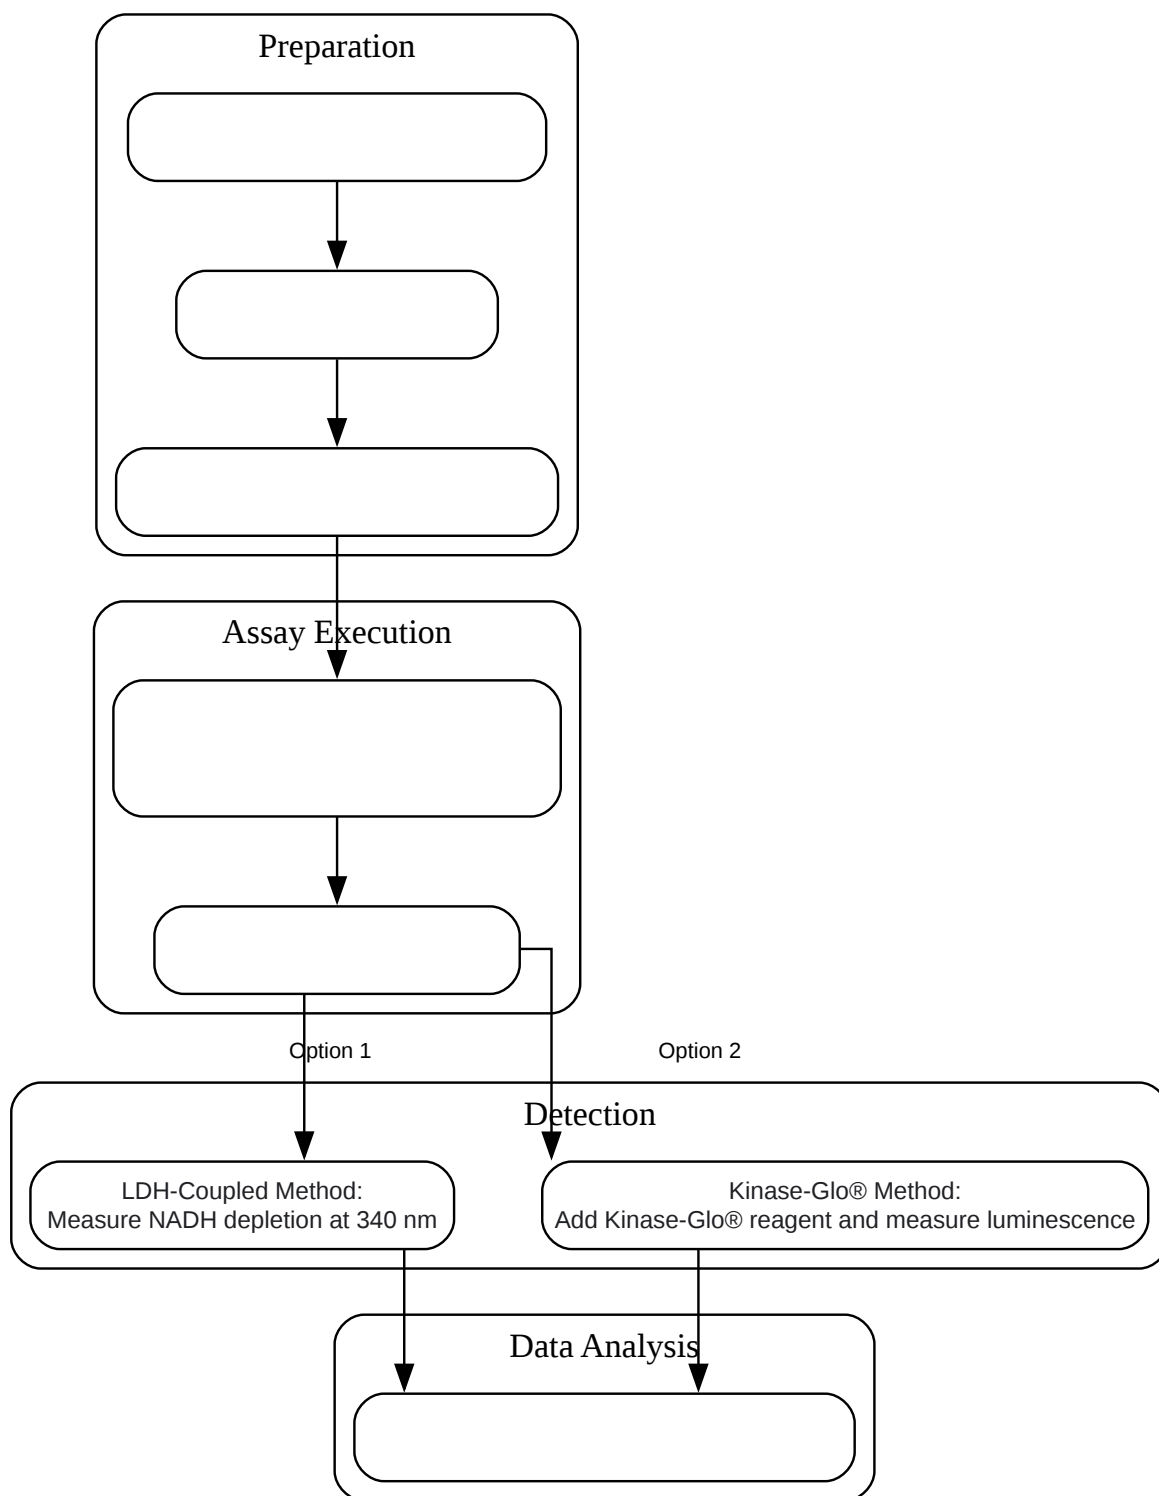 Preparation
Assay Execution
Option 1
Option 2
Detection
LDH-Coupled Method:
Measure NADH depletion at 340 nm
Kinase-Glo® Method:
Add Kinase-Glo® reagent and measure luminescence
Data Analysis